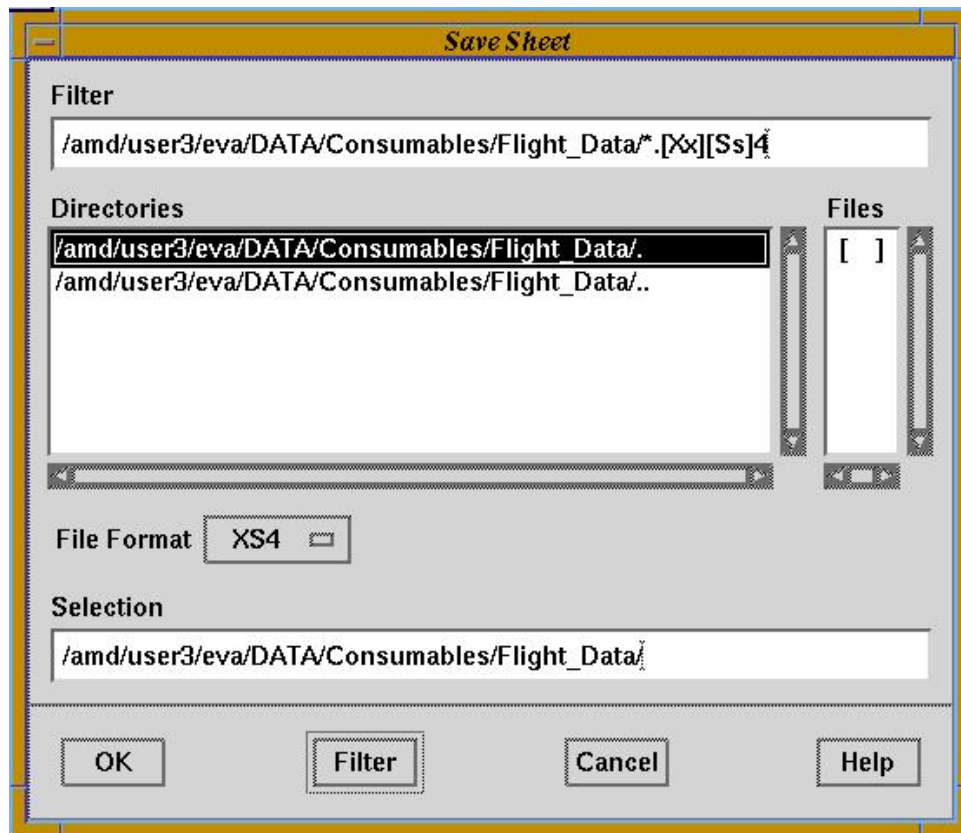 Save Sheet
Filter
/amd/user3/eva/DATA/Consumables/Flight_Data/*.[Xx][Ss]4
Directories
Files
/amd/user3/eva/DATA/Consumables/Flight_Data/.
[ ]
/amd/user3/eva/DATA/Consumables/Flight_Data/..
File Format XS4
Selection
/amd/user3/eva/DATA/Consumables/Flight_Data/
OK Filter Cancel Help